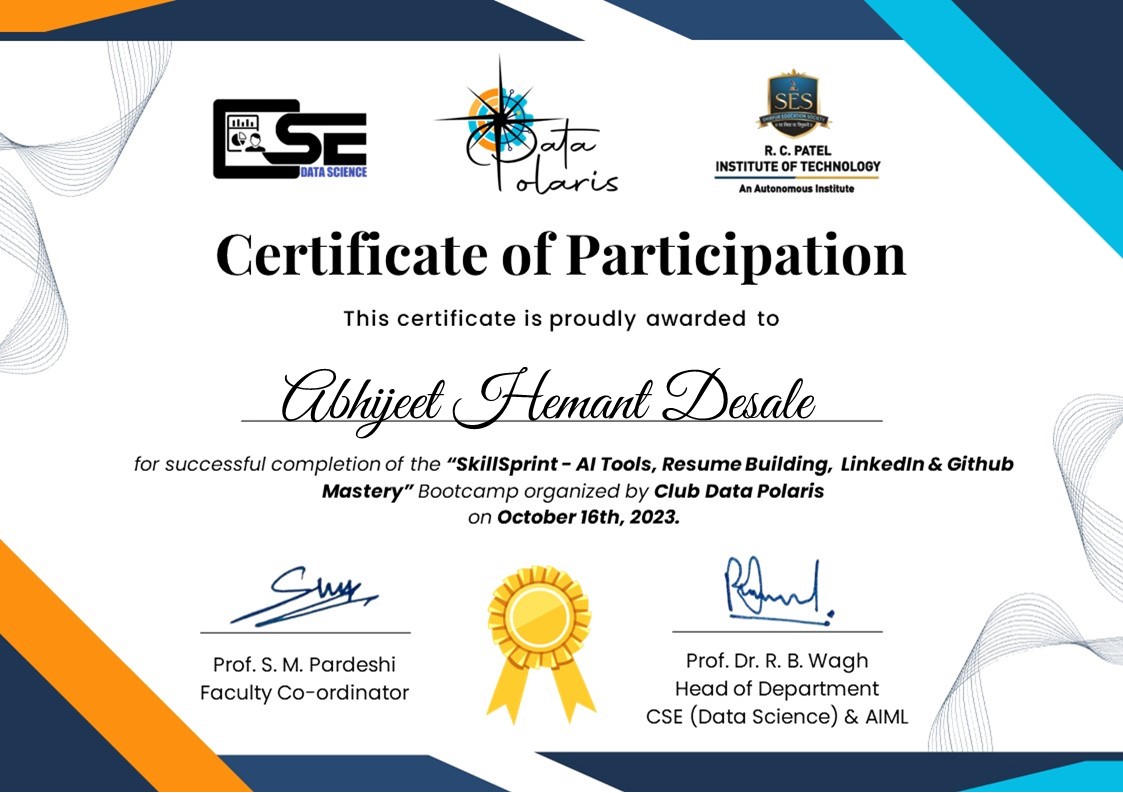 CSE
DATA SCIENCE
Data
Polaris
SES
SHIRPUR EDUCATION SOCIETY
R. C. PATEL
INSTITUTE OF TECHNOLOGY
An Autonomous Institute
Certificate of Participation
This certificate is proudly awarded to
Abhijeet Hemant Desale
for successful completion of the “SkillSprint - AI Tools, Resume Building, LinkedIn & Github
Mastery” Bootcamp organized by Club Data Polaris
on October 16th, 2023.
Prof. S. M. Pardeshi
Faculty Co-ordinator
Prof. Dr. R. B. Wagh
Head of Department
CSE (Data Science) & AIML